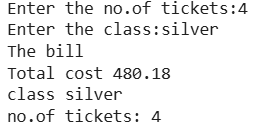 Enter the no.of tickets:4
Enter the class:silver
The bill
Total cost 480.18
class silver
no.of tickets: 4